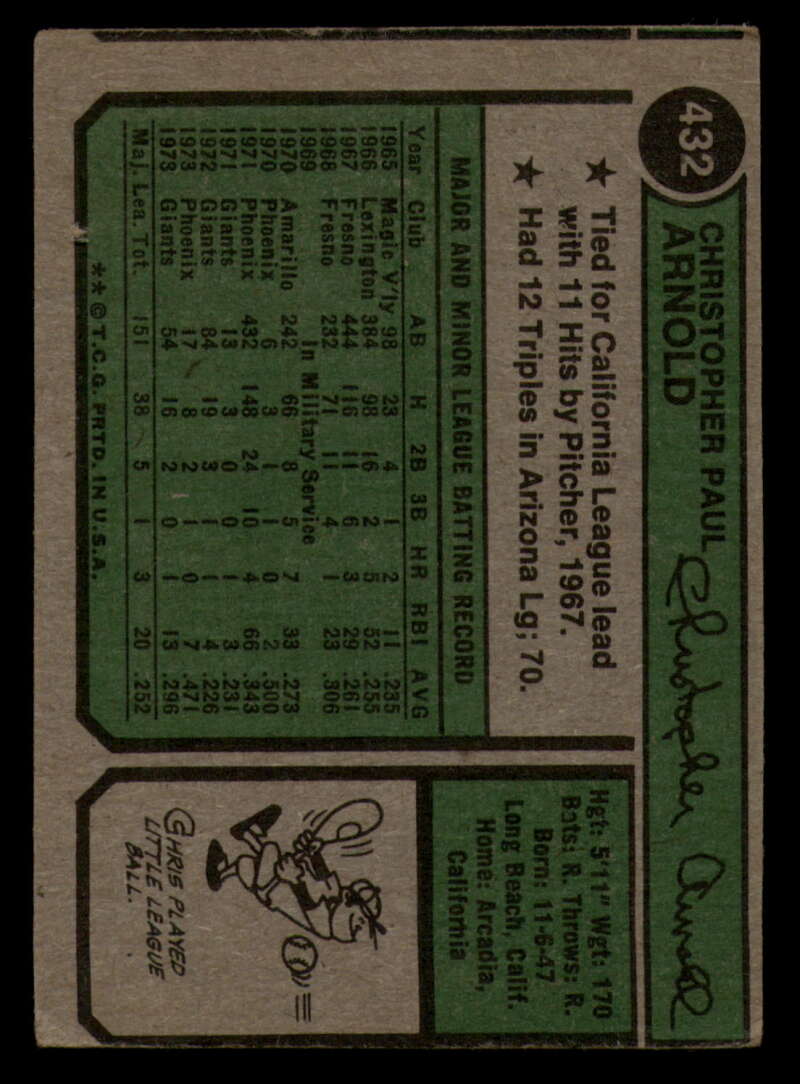 432
CHRISTOPHER PAUL
ARNOLD
Christopher Arnold
★ Tied for California League lead
with 11 Hits by Pitcher, 1967.
★ Had 12 Triples in Arizona Lg; 70.
MAJOR AND MINOR LEAGUE BATTING RECORD
Year Club AB H 2B 3B HR RBI AVG
1965 Magic V'ly 98 23 4 1 2 11 .235
1966 Lexington 384 98 16 2 5 52 .255
1967 Fresno 444 116 11 6 3 29 .261
1968 Fresno 232 71 11 4 1 23 .306
1969 In Military Service
1970 Amarillo 242 66 8 5 7 33 .273
1970 Phoenix 6 3 1 1 0 2 .500
1971 Phoenix 432 148 24 10 4 66 .343
1971 Giants 13 3 0 0 1 3 .231
1972 Giants 84 19 3 1 1 4 .226
1973 Phoenix 17 8 2 1 0 7 .471
1973 Giants 54 16 2 0 1 13 .296
Maj. Lea. Tot. 151 38 5 1 3 20 .252
**© T.C.G. PRTD. IN U.S.A.
Hgt: 5'11" Wgt: 170
Bats: R. Throws: R.
Born: 11-6-47
Long Beach, Calif.
Home: Arcadia,
California
CHRIS PLAYED
LITTLE LEAGUE
BALL.